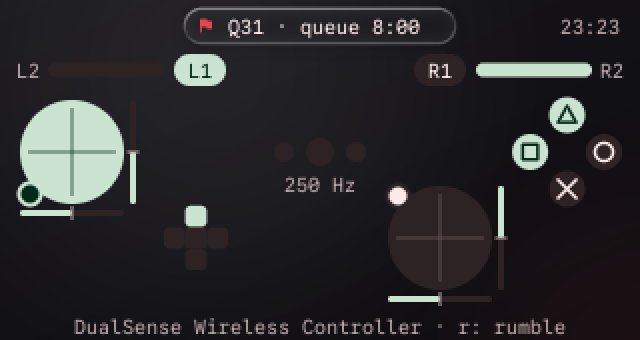 Q31 · queue 8:00
23:23
L2
L1
R1
R2
250 Hz
DualSense Wireless Controller · r: rumble